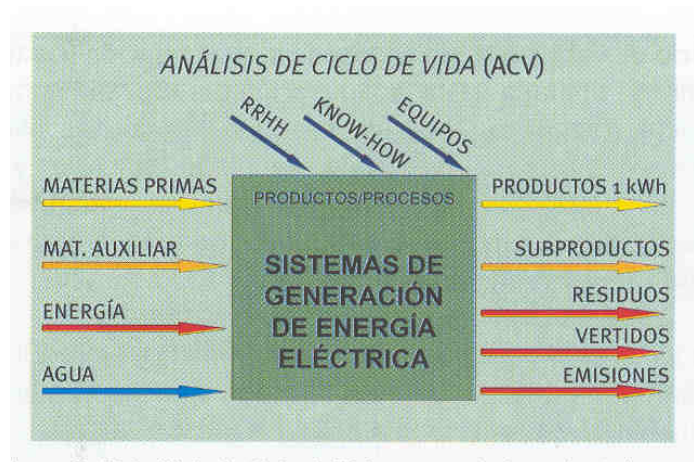 ANÁLISIS DE CICLO DE VIDA (ACV)
RRHH
KNOW-HOW
EQUIPOS
MATERIAS PRIMAS
MAT. AUXILIAR
ENERGÍA
AGUA
PRODUCTOS/PROCESOS
SISTEMAS DE
GENERACIÓN
DE ENERGÍA
ELÉCTRICA
PRODUCTOS 1 kWh
SUBPRODUCTOS
RESIDUOS
VERTIDOS
EMISIONES